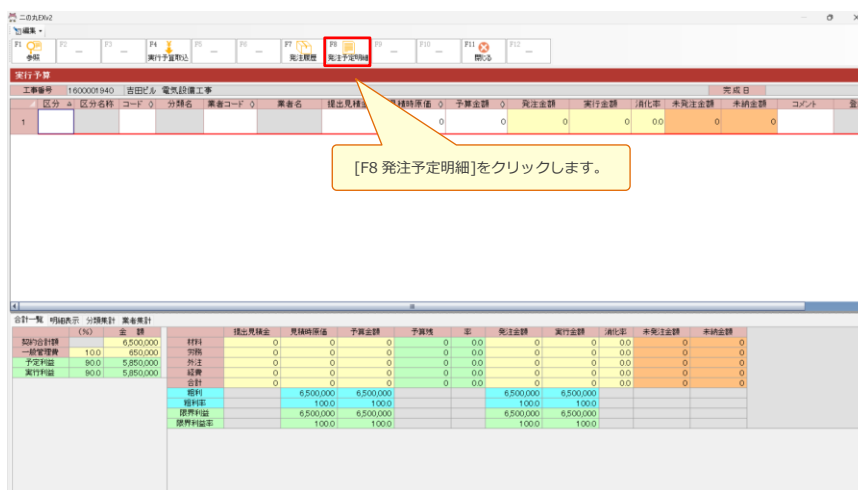 二の丸EXv2
編集
F1 F2 F3 F4 F5 F6 F7 F8 F9 F10 F11 F12
参照 実行予算取込 発注履歴 発注予定明細 閉じる
実行予算
工事番号 1600001940 吉田ビル 電気設備工事 完成日
区分 区分名称 コード 分類名 業者コード 業者名 提出見積金 見積時原価 予算金額 発注金額 実行金額 消化率 未発注金額 未納金額 コメント 登
1 0 0 0 0 0.0 0 0
[F8 発注予定明細]をクリックします。
合計一覧 明細表示 分類集計 業者集計
(%) 金 額
契約合計額 6,500,000
一般管理費 10.0 650,000
予定利益 90.0 5,850,000
実行利益 90.0 5,850,000
提出見積金 見積時原価 予算金額 予算残 率 発注金額 実行金額 消化率 未発注金額 未納金額
材料 0 0 0 0 0.0 0 0 0.0 0 0
労務 0 0 0 0 0.0 0 0 0.0 0 0
外注 0 0 0 0 0.0 0 0 0.0 0 0
経費 0 0 0 0 0.0 0 0 0.0 0 0
合計 0 0 0 0 0.0 0 0 0.0 0 0
粗利 6,500,000 6,500,000 6,500,000 6,500,000
粗利率 100.0 100.0 100.0 100.0
限界利益 6,500,000 6,500,000 6,500,000 6,500,000
限界利益率 100.0 100.0 100.0 100.0